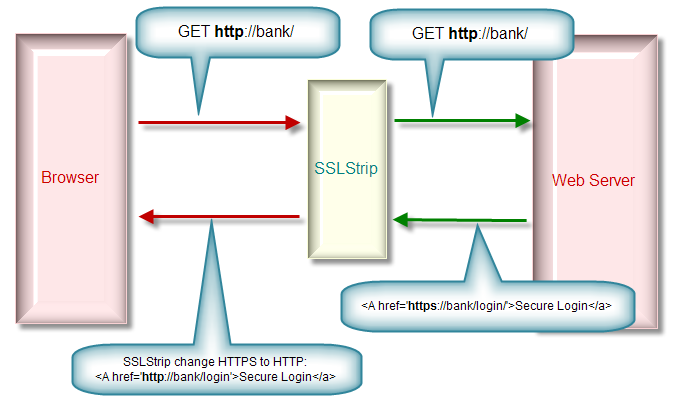 GET http://bank/
GET http://bank/
Browser
SSLStrip
Web Server
<A href='https://bank/login/'>Secure Login</a>
SSLStrip change HTTPS to HTTP:
<A href='http://bank/login'>Secure Login</a>